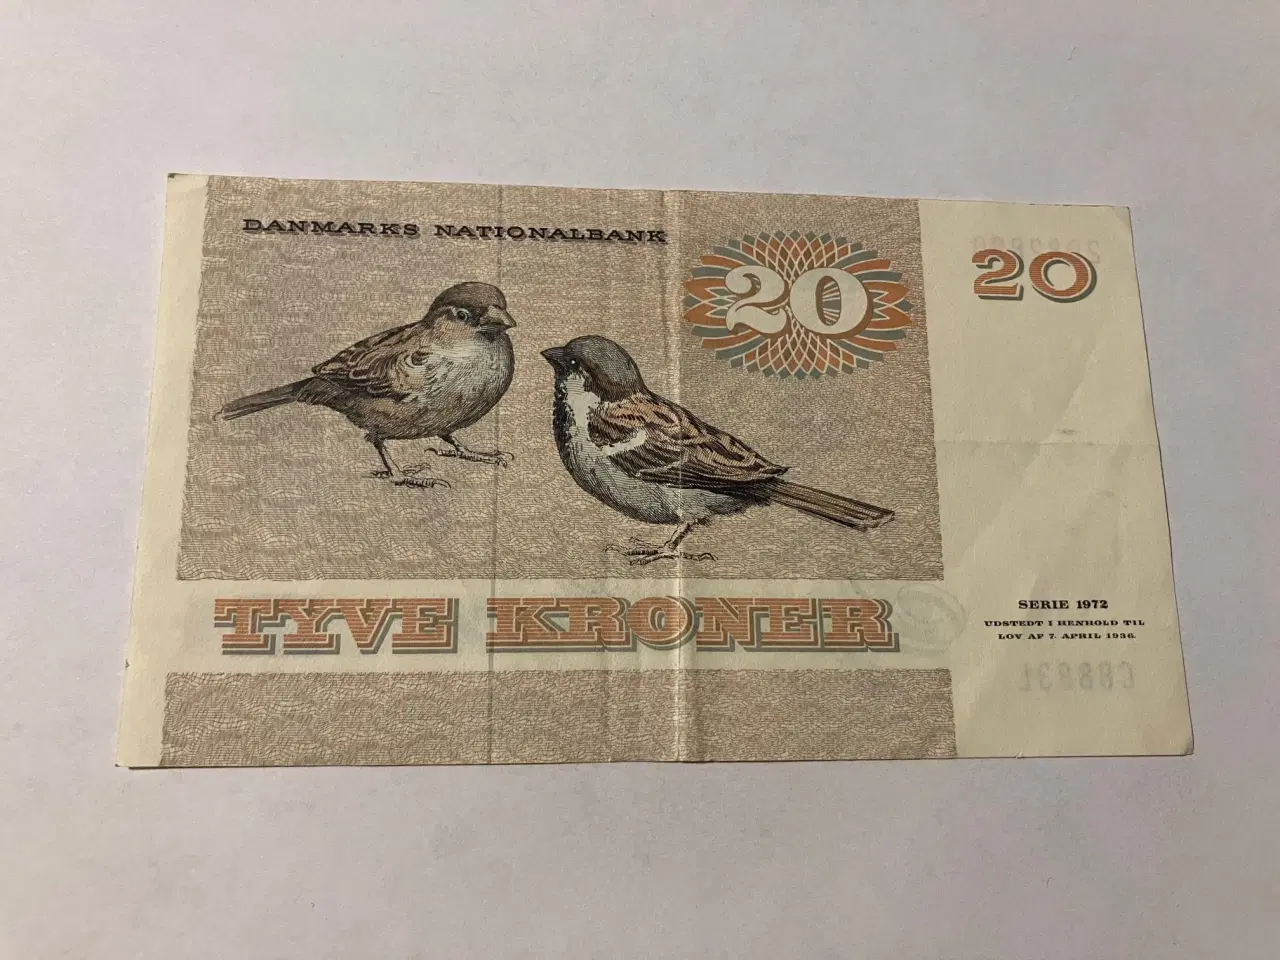 DANMARKS NATIONALBANK
20
20
TYVE KRONER
SERIE 1972
UDSTEDT I HENHOLD TIL
LOV AF 7. APRIL 1936.